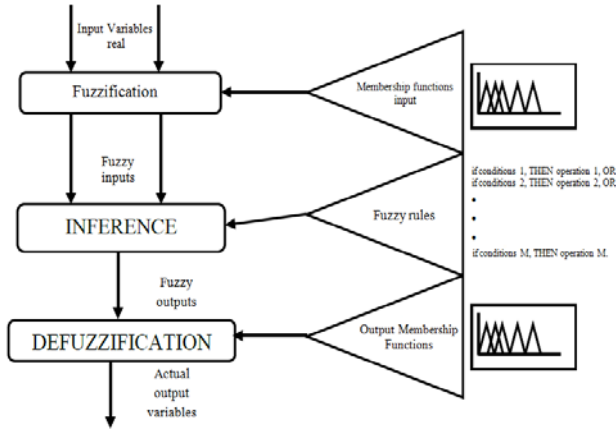 Input Variables
real
Fuzzification
Membership functions
input
Fuzzy
inputs
if conditions 1, THEN operation 1, OR
if conditions 2, THEN operation 2, OR
INFERENCE
Fuzzy rules
if conditions M, THEN operation M.
Fuzzy
outputs
DEFUZZIFICATION
Output Membership
Functions
Actual
output
variables